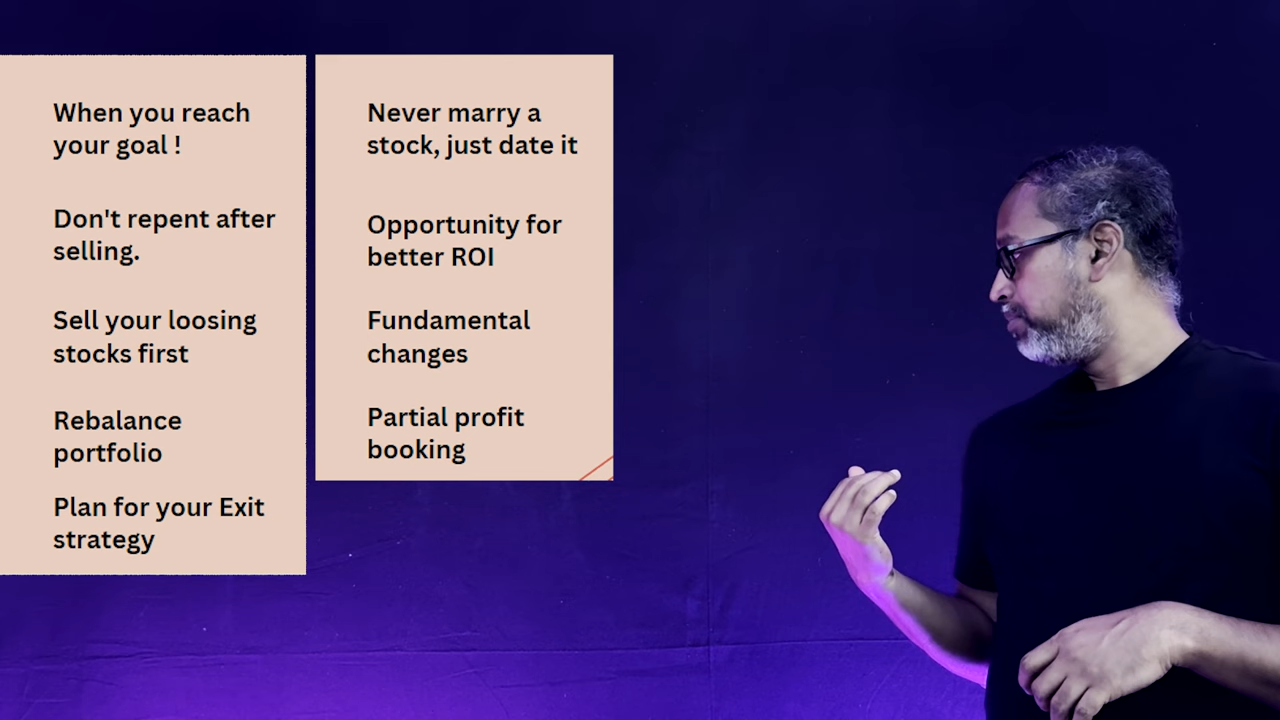 When you reach
your goal !
Don't repent after
selling.
Sell your loosing
stocks first
Rebalance
portfolio
Plan for your Exit
strategy
Never marry a
stock, just date it
Opportunity for
better ROI
Fundamental
changes
Partial profit
booking